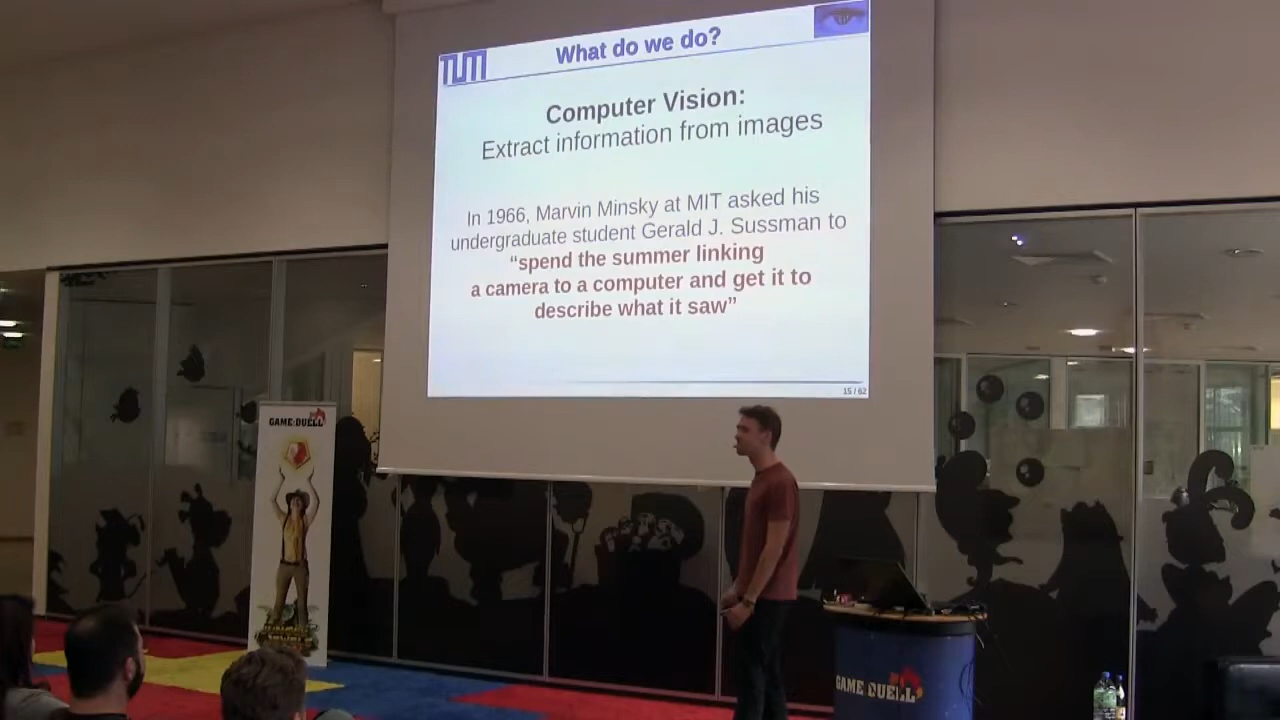 TUM
What do we do?
Computer Vision:
Extract information from images
In 1966, Marvin Minsky at MIT asked his
undergraduate student Gerald J. Sussman to
“spend the summer linking
a camera to a computer and get it to
describe what it saw”
15 / 62
GAME DUELL
GAME DUELL